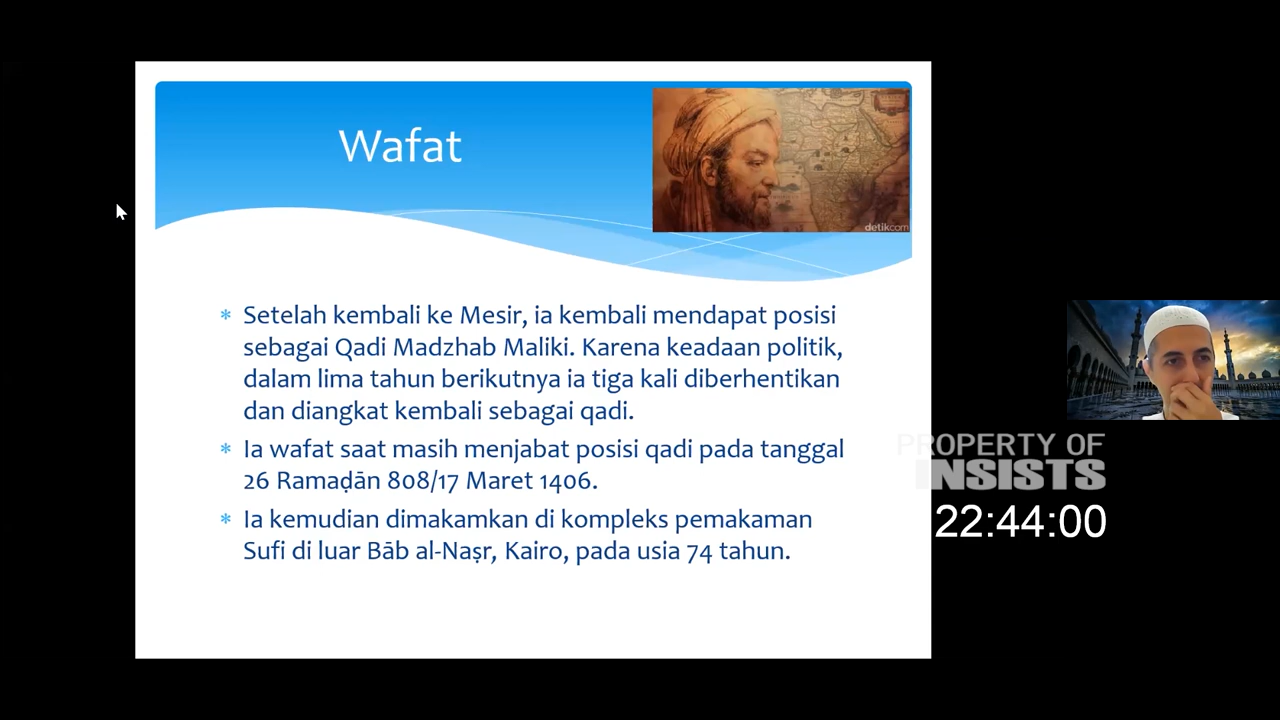 Wafat
detikcom
* Setelah kembali ke Mesir, ia kembali mendapat posisi
sebagai Qadi Madzhab Maliki. Karena keadaan politik,
dalam lima tahun berikutnya ia tiga kali diberhentikan
dan diangkat kembali sebagai qadi.
* Ia wafat saat masih menjabat posisi qadi pada tanggal
26 Ramaḍān 808/17 Maret 1406.
* Ia kemudian dimakamkan di kompleks pemakaman
Sufi di luar Bāb al-Naṣr, Kairo, pada usia 74 tahun.
PROPERTY OF
INSISTS
22:44:00